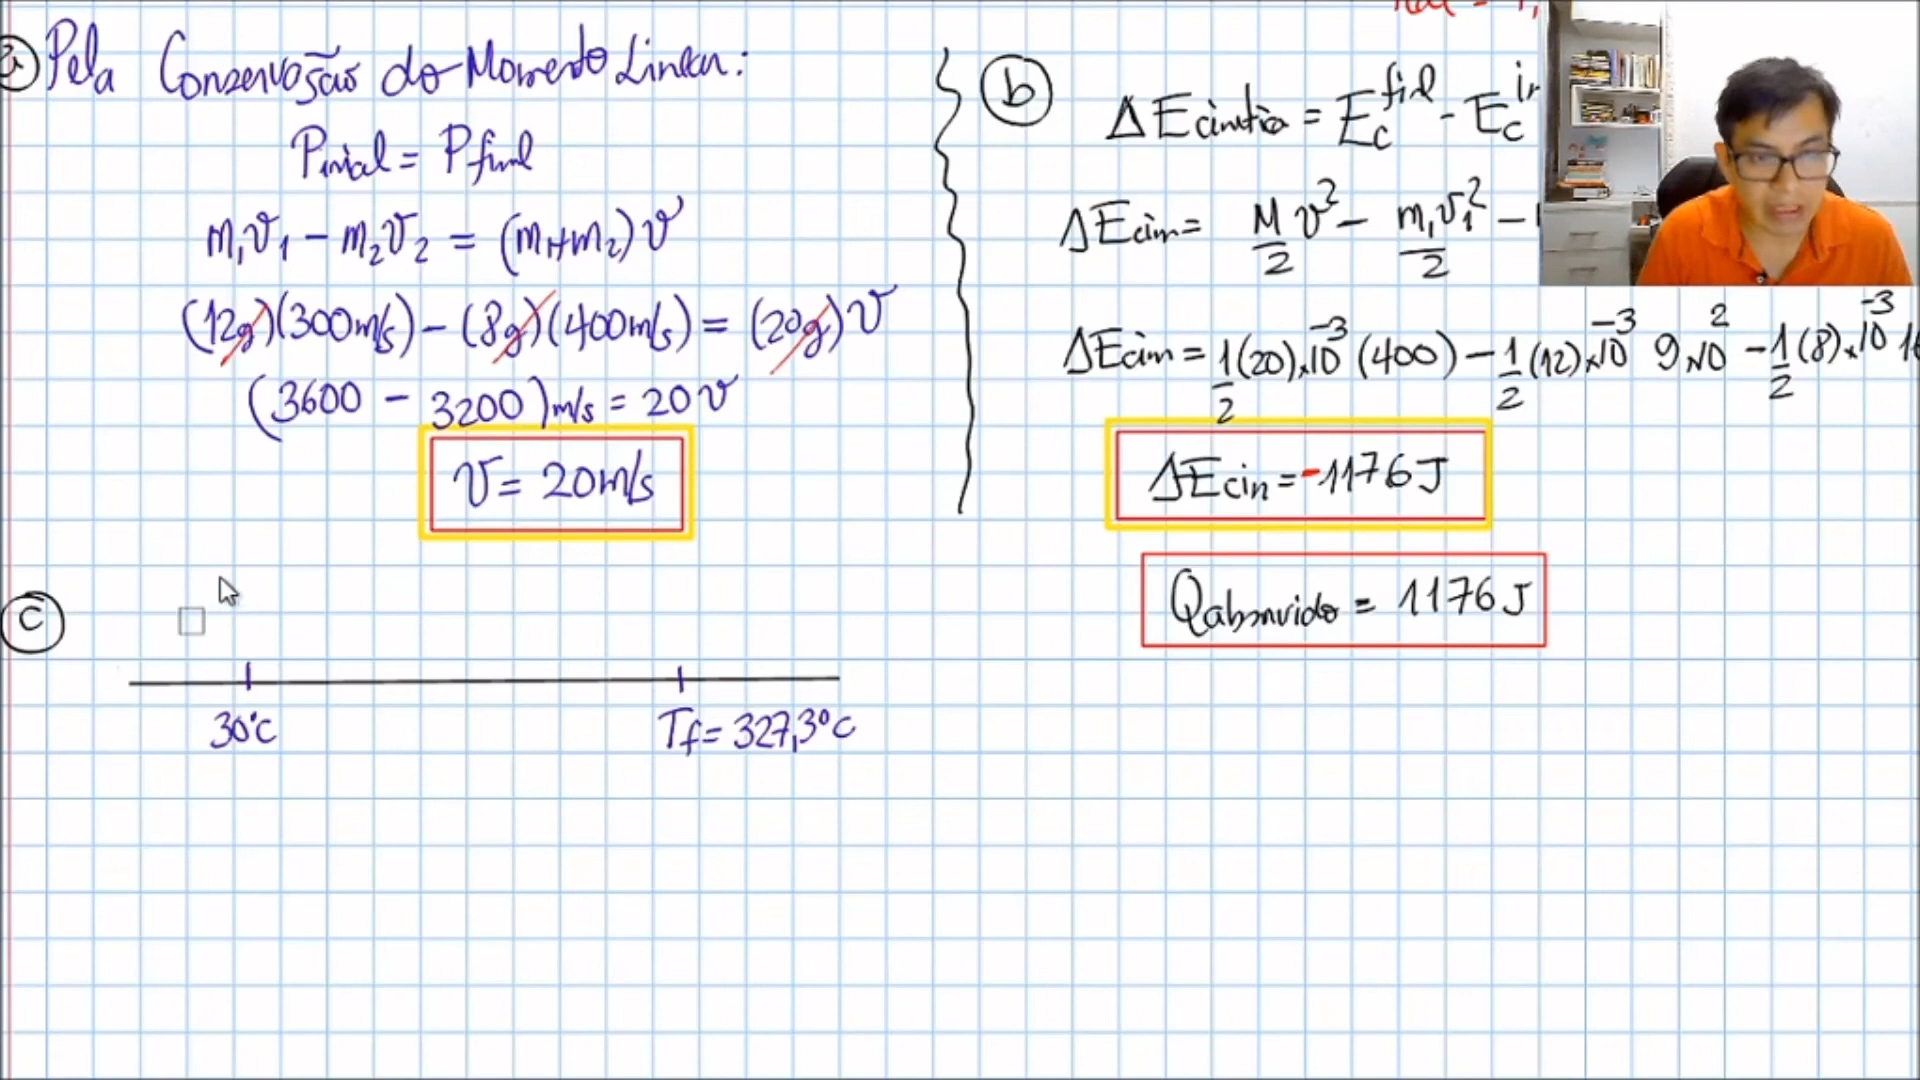 a Pela Conservação do Momento Linear:
Pinicial = Pfinal
m₁v₁ - m₂v₂ = (m₁+m₂)v
(12g)(300m/s) - (8g)(400m/s) = (20g)v
(3600 - 3200)m/s = 20v
v = 20m/s
b
ΔEcinética = Ec^final - Ec^in
ΔEcin = M/2 v² - m₁v₁²/2 -
ΔEcin = 1/2(20)x10⁻³(400) - 1/2(12)x10⁻³ 9x10² - 1/2(8)x10⁻³ 16
ΔEcin = -1176J
Qabsorvido = 1176J
c
30°C
Tf = 327,3°C